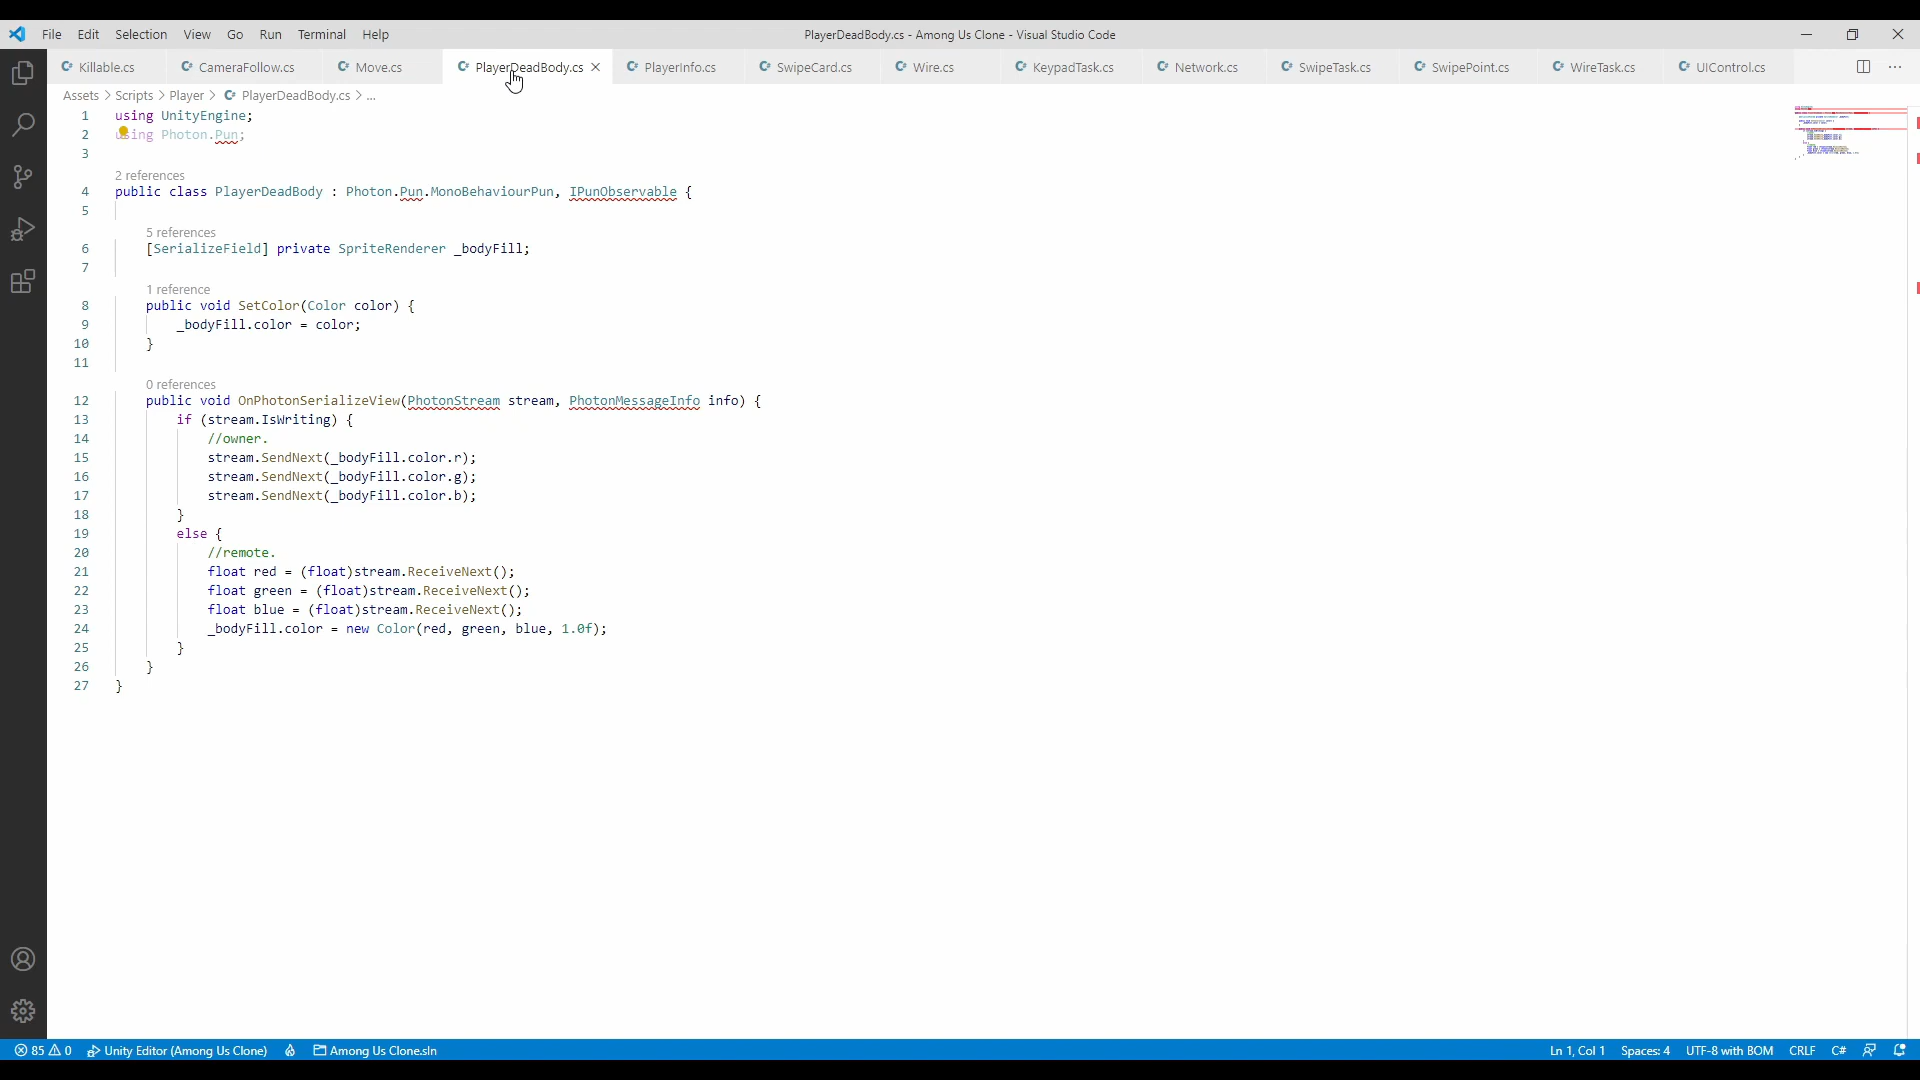 File Edit Selection View Go Run Terminal Help PlayerDeadBody.cs - Among Us Clone - Visual Studio Code
Killable.cs CameraFollow.cs Move.cs PlayerDeadBody.cs PlayerInfo.cs SwipeCard.cs Wire.cs KeypadTask.cs Network.cs SwipeTask.cs SwipePoint.cs WireTask.cs UIControl.cs
Assets > Scripts > Player > PlayerDeadBody.cs > ...
1 using UnityEngine;
2 using Photon.Pun;
3
2 references
4 public class PlayerDeadBody : Photon.Pun.MonoBehaviourPun, IPunObservable {
5
5 references
6 [SerializeField] private SpriteRenderer _bodyFill;
7
1 reference
8 public void SetColor(Color color) {
9 _bodyFill.color = color;
10 }
11
0 references
12 public void OnPhotonSerializeView(PhotonStream stream, PhotonMessageInfo info) {
13 if (stream.IsWriting) {
14 //owner.
15 stream.SendNext(_bodyFill.color.r);
16 stream.SendNext(_bodyFill.color.g);
17 stream.SendNext(_bodyFill.color.b);
18 }
19 else {
20 //remote.
21 float red = (float)stream.ReceiveNext();
22 float green = (float)stream.ReceiveNext();
23 float blue = (float)stream.ReceiveNext();
24 _bodyFill.color = new Color(red, green, blue, 1.0f);
25 }
26 }
27 }
85 0 Unity Editor (Among Us Clone) Among Us Clone.sln Ln 1, Col 1 Spaces: 4 UTF-8 with BOM CRLF C#